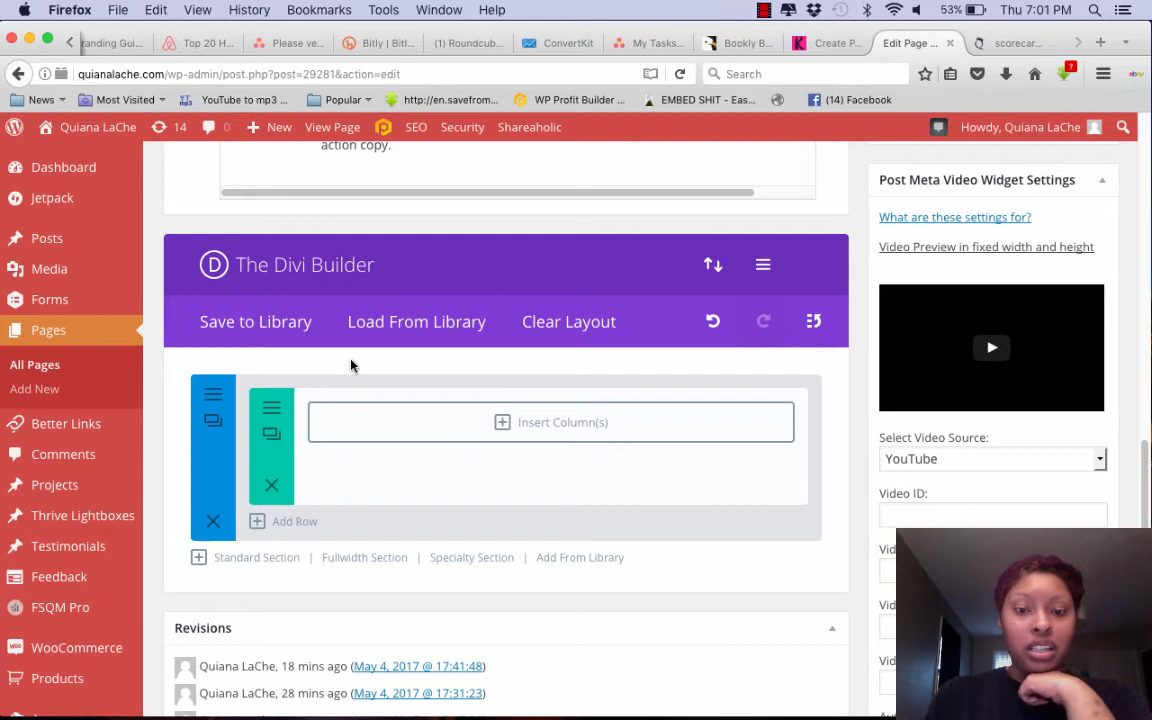 Firefox File Edit View History Bookmarks Tools Window Help 53% Thu 7:01 PM
randing Gui... Top 20 H... Please ve... Bitly | Bitl... (1) Roundcub... ConvertKit My Tasks... Bookly B... Create P... Edit Page ... scorecar...
quianalache.com/wp-admin/post.php?post=29281&action=edit Search
News Most Visited YouTube to mp3 ... Popular http://en.savefrom... WP Profit Builder ... EMBED SHIT - Eas... (14) Facebook
Quiana LaChe 14 0 New View Page SEO Security Shareaholic Howdy, Quiana LaChe
Dashboard
Jetpack
Posts
Media
Forms
Pages
All Pages
Add New
Better Links
Comments
Projects
Thrive Lightboxes
Testimonials
Feedback
FSQM Pro
WooCommerce
Products
action copy.
The Divi Builder
Save to Library Load From Library Clear Layout
Insert Column(s)
Add Row
Standard Section | Fullwidth Section | Specialty Section | Add From Library
Revisions
Quiana LaChe, 18 mins ago (May 4, 2017 @ 17:41:48)
Quiana LaChe, 28 mins ago (May 4, 2017 @ 17:31:23)
Post Meta Video Widget Settings
What are these settings for?
Video Preview in fixed width and height
Select Video Source:
YouTube
Video ID: